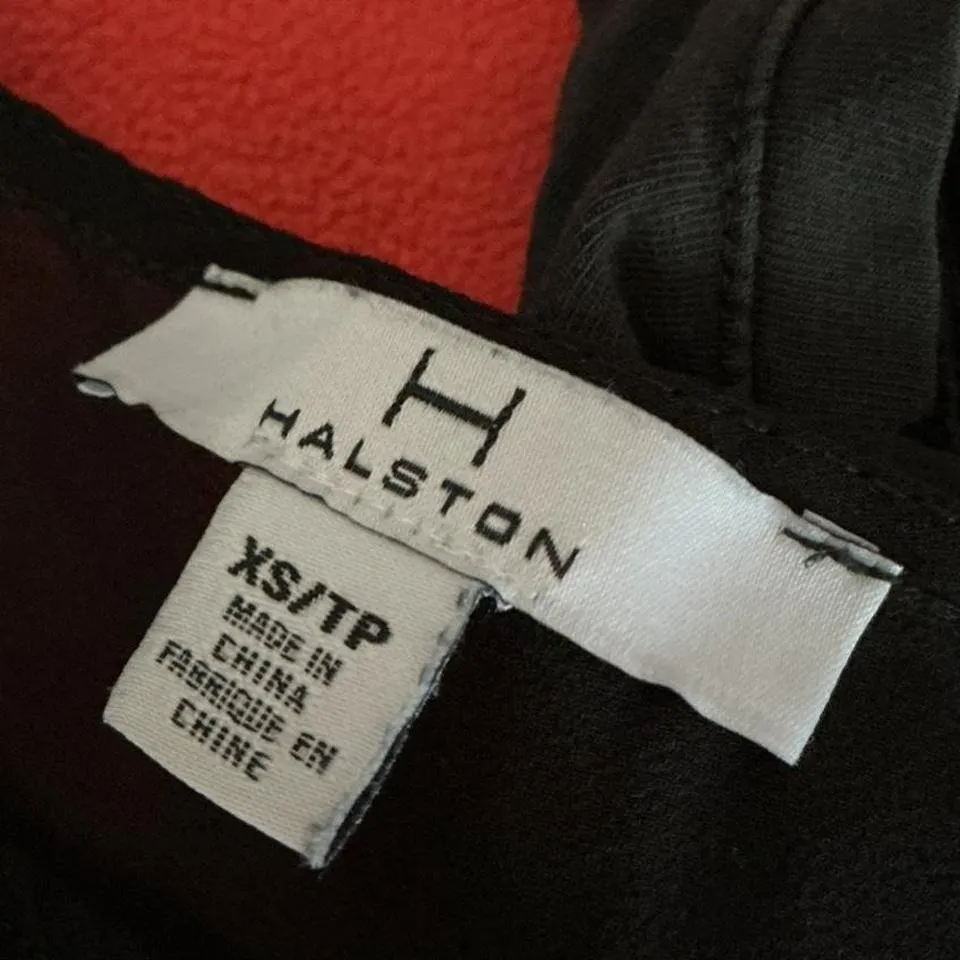 H
HALSTON
XS/TP
MADE IN
CHINA
FABRIQUE EN
CHINE